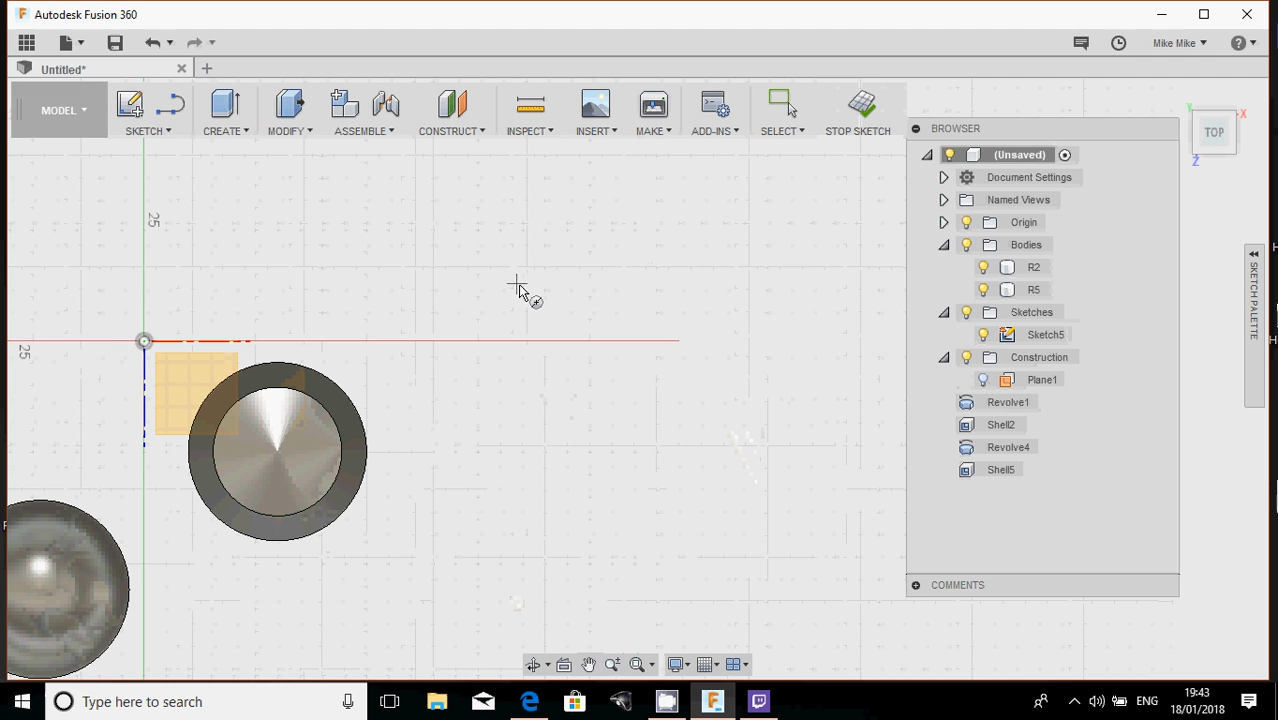 Autodesk Fusion 360
Mike Mike
Untitled*
MODEL
SKETCH
CREATE
MODIFY
ASSEMBLE
CONSTRUCT
INSPECT
INSERT
MAKE
ADD-INS
SELECT
STOP SKETCH
BROWSER
(Unsaved)
Document Settings
Named Views
Origin
Bodies
R2
R5
Sketches
Sketch5
Construction
Plane1
Revolve1
Shell2
Revolve4
Shell5
COMMENTS
TOP
X
Y
Z
SKETCH PALETTE
25
25
Type here to search
ENG
19:43
18/01/2018